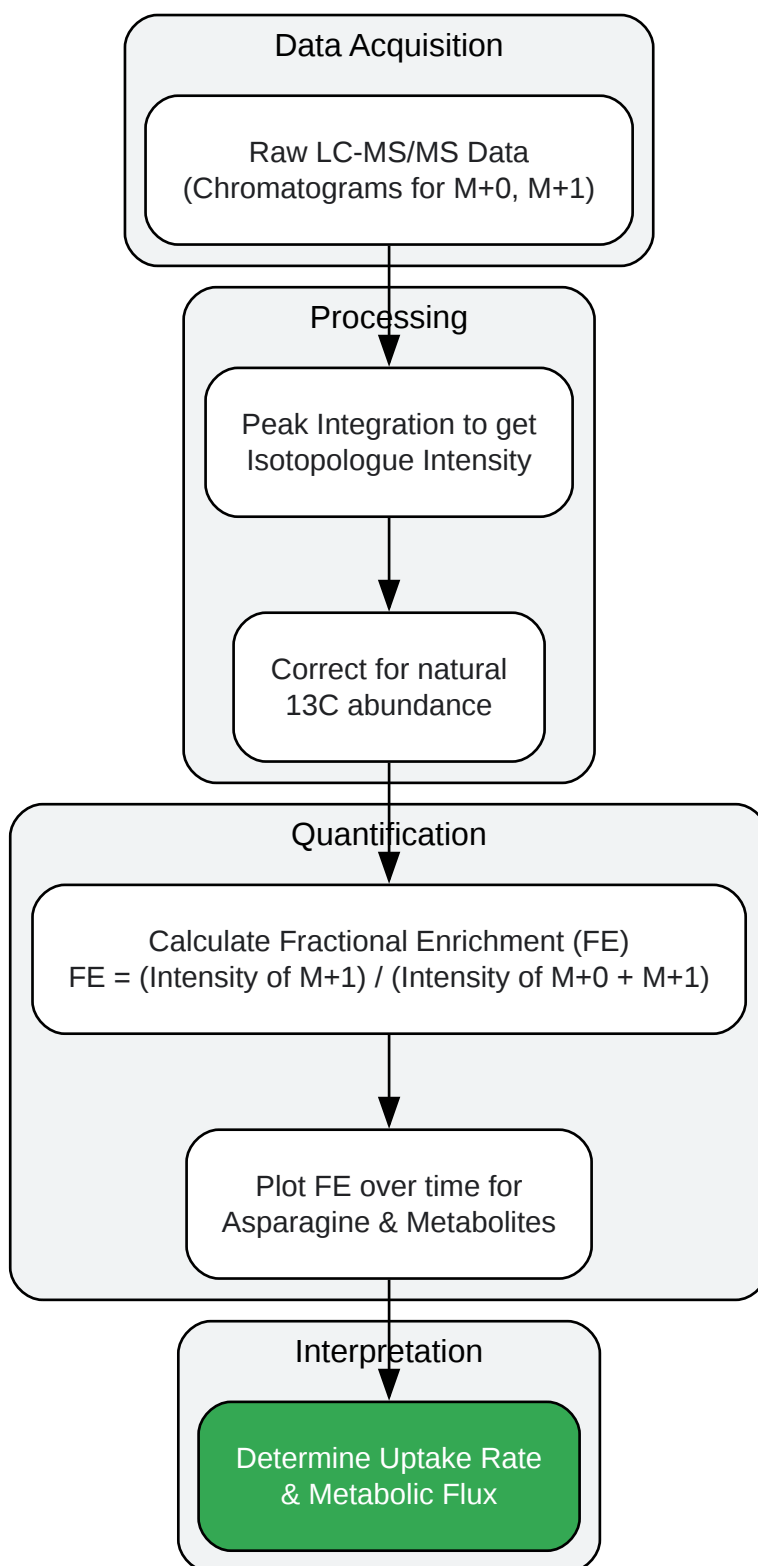 Data Acquisition
Raw LC-MS/MS Data
(Chromatograms for M+0, M+1)
Processing
Peak Integration to get
Isotopologue Intensity
Correct for natural
13C abundance
Quantification
Calculate Fractional Enrichment (FE)
FE = (Intensity of M+1) / (Intensity of M+0 + M+1)
Plot FE over time for
Asparagine & Metabolites
Interpretation
Determine Uptake Rate
& Metabolic Flux